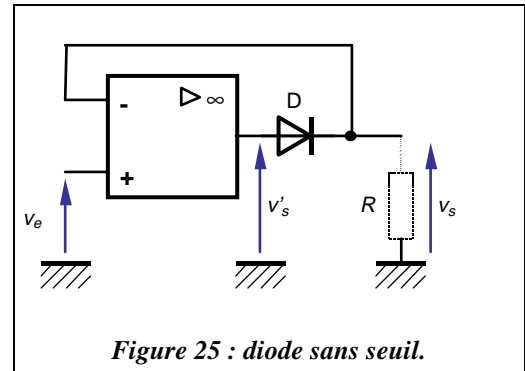 ▷ ∞
D
-
+
v'ₛ
R
vₛ
vₑ
Figure 25 : diode sans seuil.